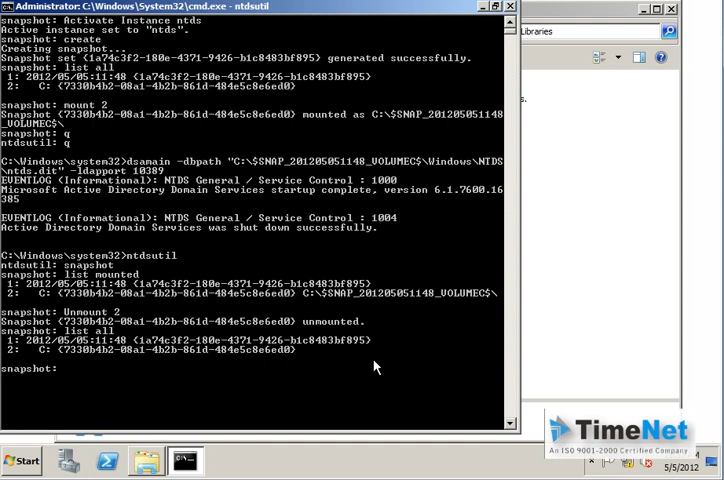 Administrator: C:\Windows\System32\cmd.exe - ntdsutil
snapshot: Activate Instance ntds
Active instance set to "ntds".
snapshot: create
Creating snapshot...
Snapshot set {1a74c3f2-180e-4371-9426-b1c8483bf895} generated successfully.
snapshot: list all
1: 2012/05/05:11:48 {1a74c3f2-180e-4371-9426-b1c8483bf895}
2: C: {7330b4b2-08a1-4b2b-861d-484e5c8e6ed0}
snapshot: mount 2
Snapshot {7330b4b2-08a1-4b2b-861d-484e5c8e6ed0} mounted as C:\$SNAP_201205051148
_VOLUMEC$\
snapshot: q
ntdsutil: q
C:\Windows\system32>dsamain -dbpath "C:\$SNAP_201205051148_VOLUMEC$\Windows\NTDS
\ntds.dit" -ldapport 10389
EVENTLOG (Informational): NTDS General / Service Control : 1000
Microsoft Active Directory Domain Services startup complete, version 6.1.7600.16
385
EVENTLOG (Informational): NTDS General / Service Control : 1004
Active Directory Domain Services was shut down successfully.
C:\Windows\system32>ntdsutil
ntdsutil: snapshot
snapshot: list mounted
1: 2012/05/05:11:48 {1a74c3f2-180e-4371-9426-b1c8483bf895}
2: C: {7330b4b2-08a1-4b2b-861d-484e5c8e6ed0} C:\$SNAP_201205051148_VOLUMEC$\
snapshot: Unmount 2
Snapshot {7330b4b2-08a1-4b2b-861d-484e5c8e6ed0} unmounted.
snapshot: list all
1: 2012/05/05:11:48 {1a74c3f2-180e-4371-9426-b1c8483bf895}
2: C: {7330b4b2-08a1-4b2b-861d-484e5c8e6ed0}
snapshot:
Libraries
s.
TimeNet
An ISO 9001-2000 Certified Company
Start
M
5/5/2012